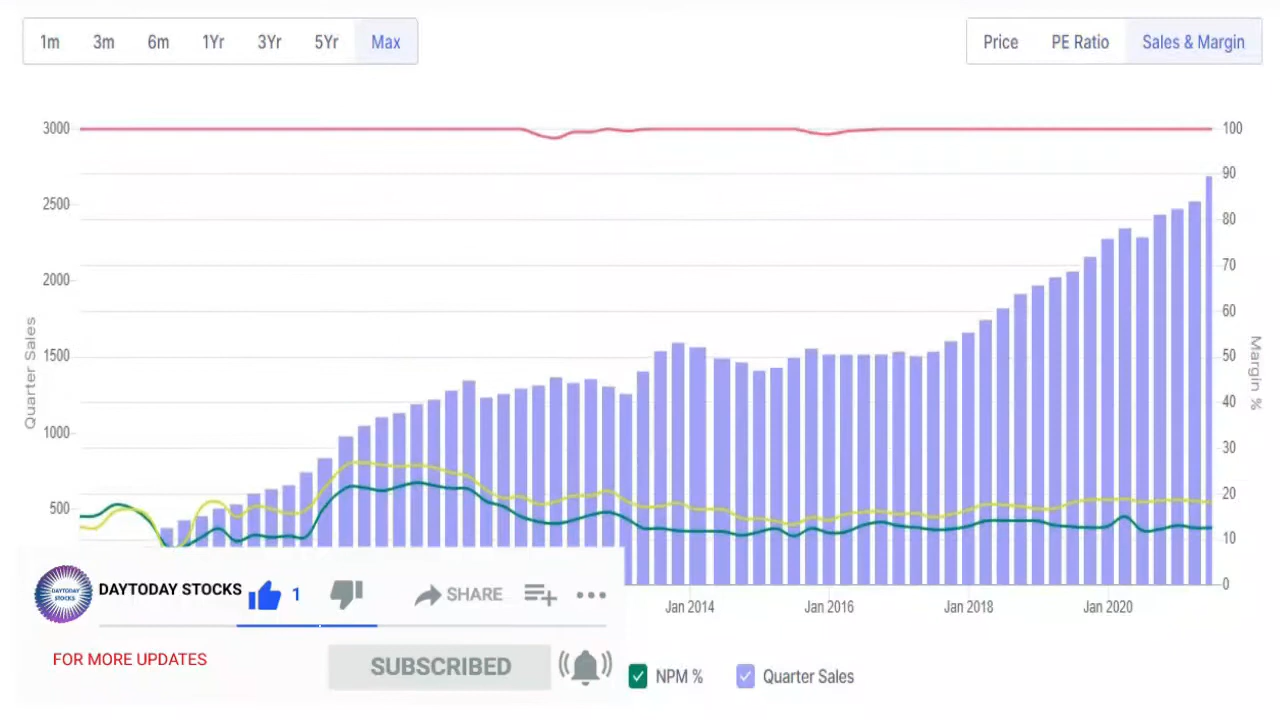 1m 3m 6m 1Yr 3Yr 5Yr Max
Price PE Ratio Sales & Margin
3000
2500
2000
1500
1000
500
Quarter Sales
100
90
80
70
60
50
40
30
20
10
0
Margin %
Jan 2014 Jan 2016 Jan 2018 Jan 2020
DAYTODAY STOCKS
DAYTODAY STOCKS 1 SHARE
FOR MORE UPDATES
SUBSCRIBED
NPM % Quarter Sales